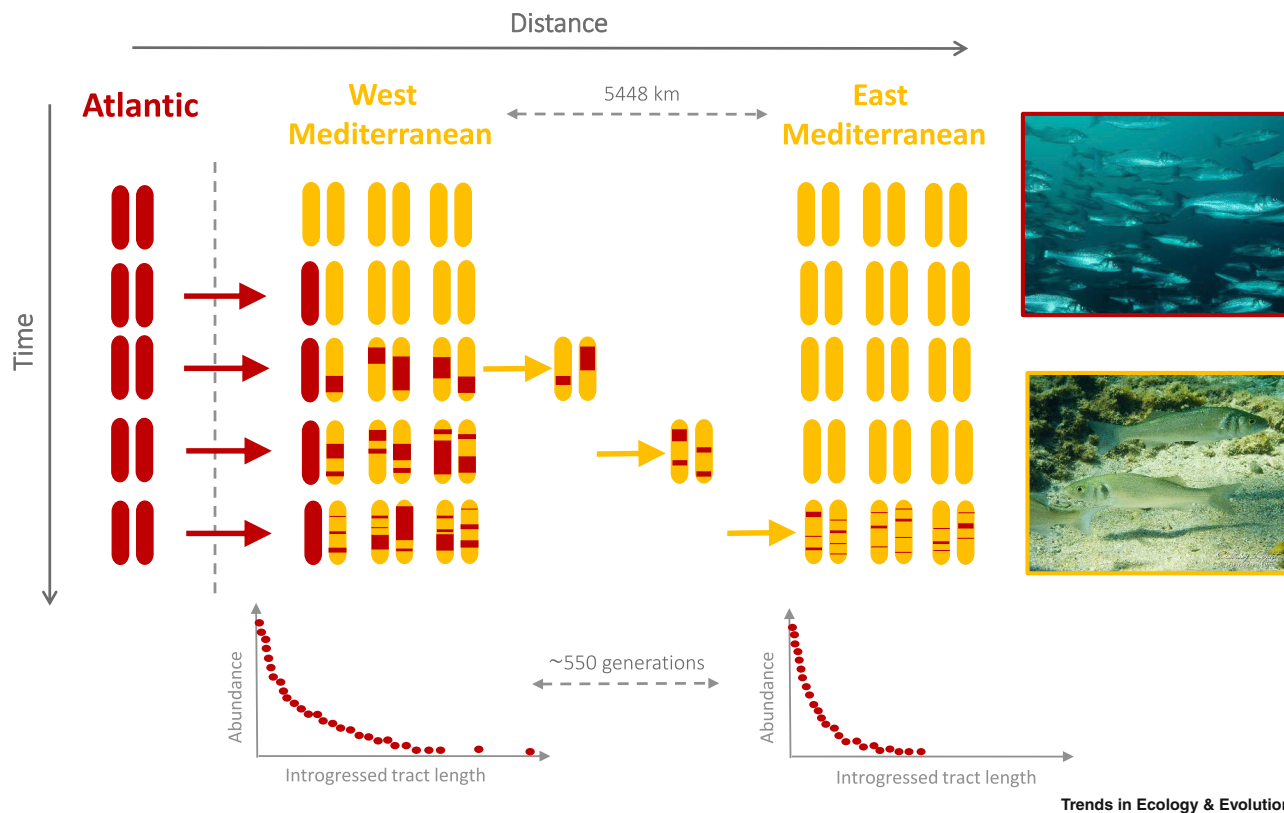 Distance
Atlantic
West
Mediterranean
5448 km
East
Mediterranean
Time
Abundance
Introgressed tract length
~550 generations
Abundance
Introgressed tract length
Trends in Ecology & Evolution